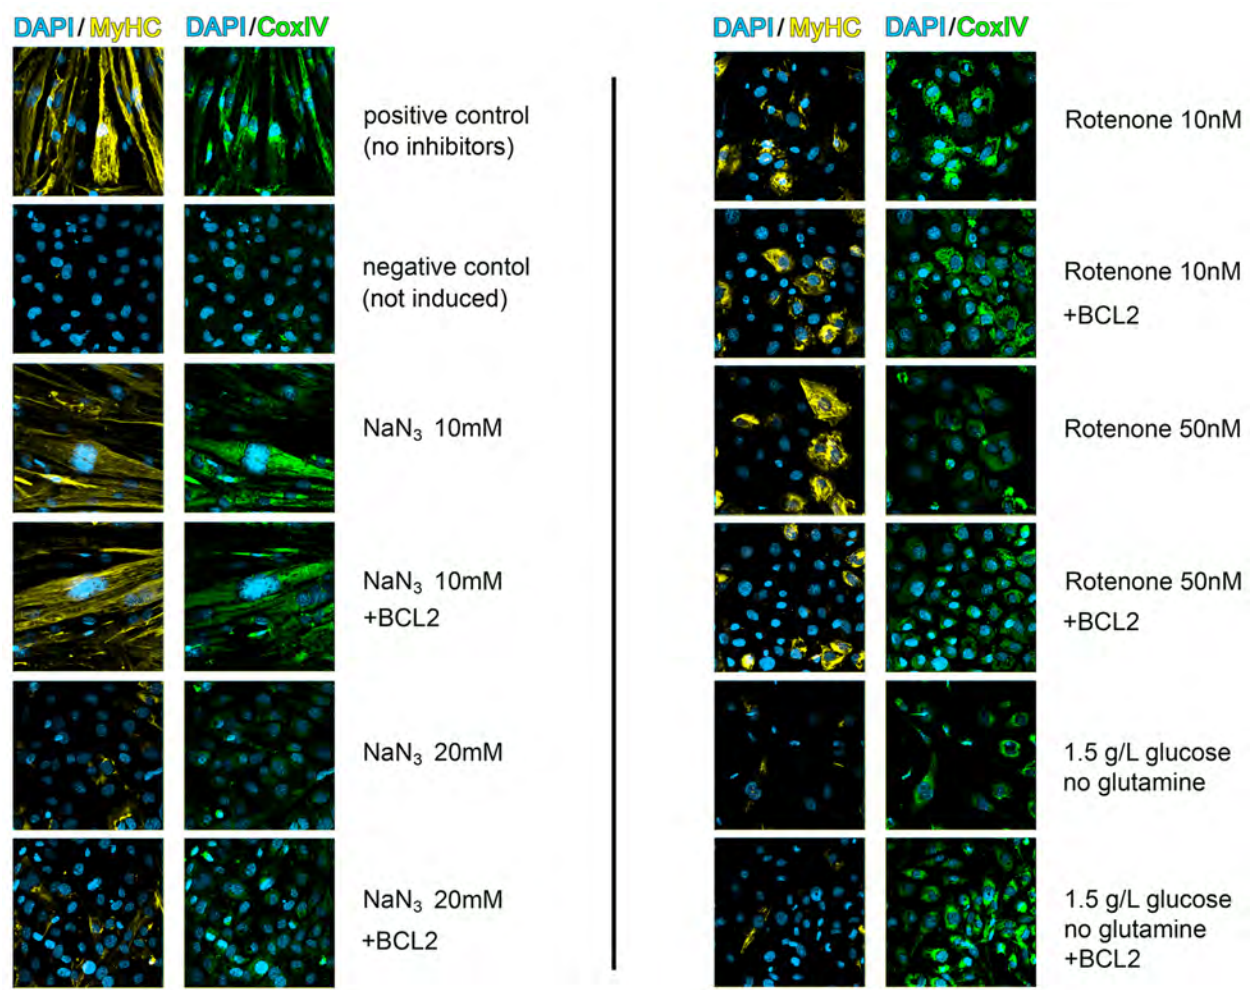 DAPI/MyHC DAPI/CoxIV
positive control
(no inhibitors)
negative contol
(not induced)
NaN₃ 10mM
NaN₃ 10mM
+BCL2
NaN₃ 20mM
NaN₃ 20mM
+BCL2
DAPI/MyHC DAPI/CoxIV
Rotenone 10nM
Rotenone 10nM
+BCL2
Rotenone 50nM
Rotenone 50nM
+BCL2
1.5 g/L glucose
no glutamine
1.5 g/L glucose
no glutamine
+BCL2